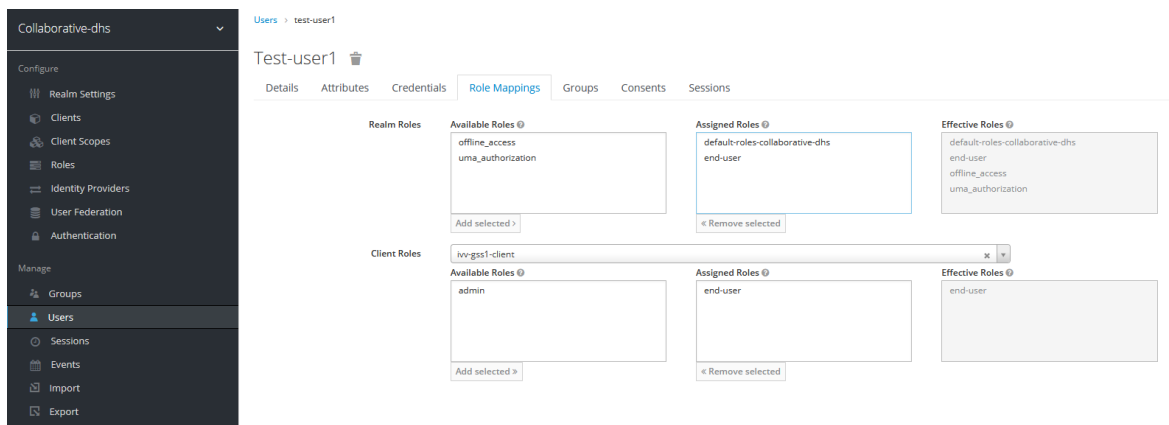 Collaborative-dhs
Configure
Realm Settings
Clients
Client Scopes
Roles
Identity Providers
User Federation
Authentication
Manage
Groups
Users
Sessions
Events
Import
Export
Users > test-user1
Test-user1
Details Attributes Credentials Role Mappings Groups Consents Sessions
Realm Roles
Available Roles
offline_access
uma_authorization
Add selected >
Assigned Roles
default-roles-collaborative-dhs
end-user
« Remove selected
Effective Roles
default-roles-collaborative-dhs
end-user
offline_access
uma_authorization
Client Roles
ivv-gss1-client
Available Roles
admin
Add selected »
Assigned Roles
end-user
« Remove selected
Effective Roles
end-user